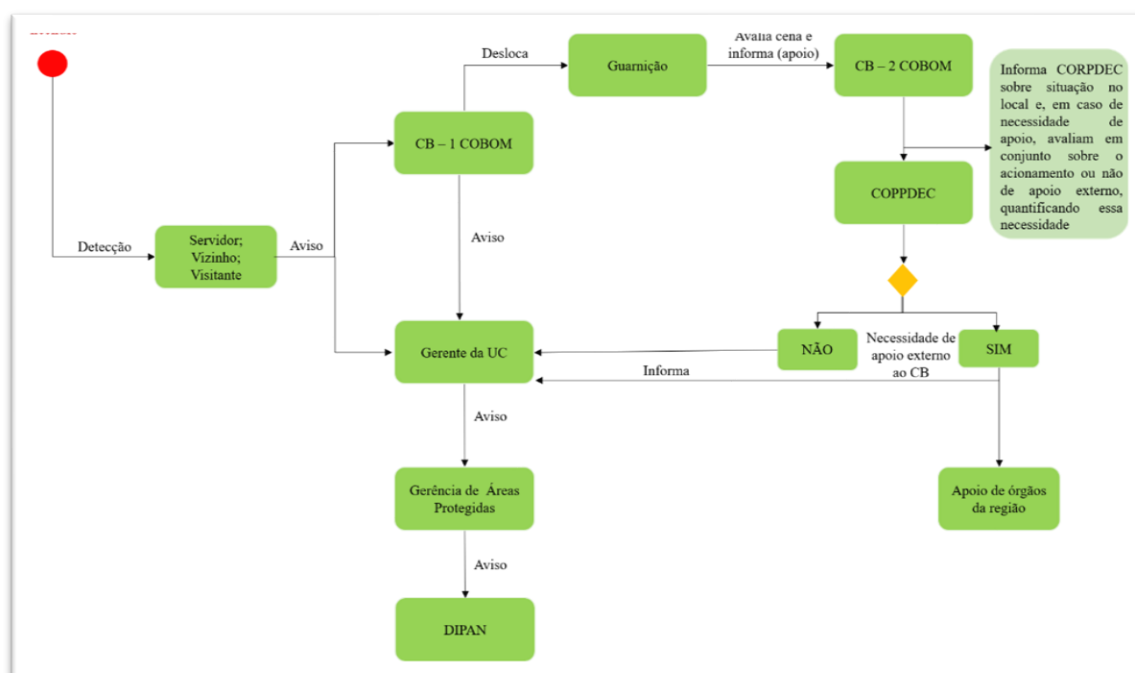 Detecção
Servidor;
Vizinho;
Visitante
Aviso
CB – 1 COBOM
Desloca
Guarnição
Avalia cena e
informa (apoio)
CB – 2 COBOM
Informa CORPDEC
sobre situação no
local e, em caso de
necessidade de
apoio, avaliam em
conjunto sobre o
acionamento ou não
de apoio externo,
quantificando essa
necessidade
COPPDEC
Aviso
Gerente da UC
NÃO
Necessidade de
apoio externo
ao CB
SIM
Informa
Aviso
Gerência de Áreas
Protegidas
Apoio de órgãos
da região
Aviso
DIPAN